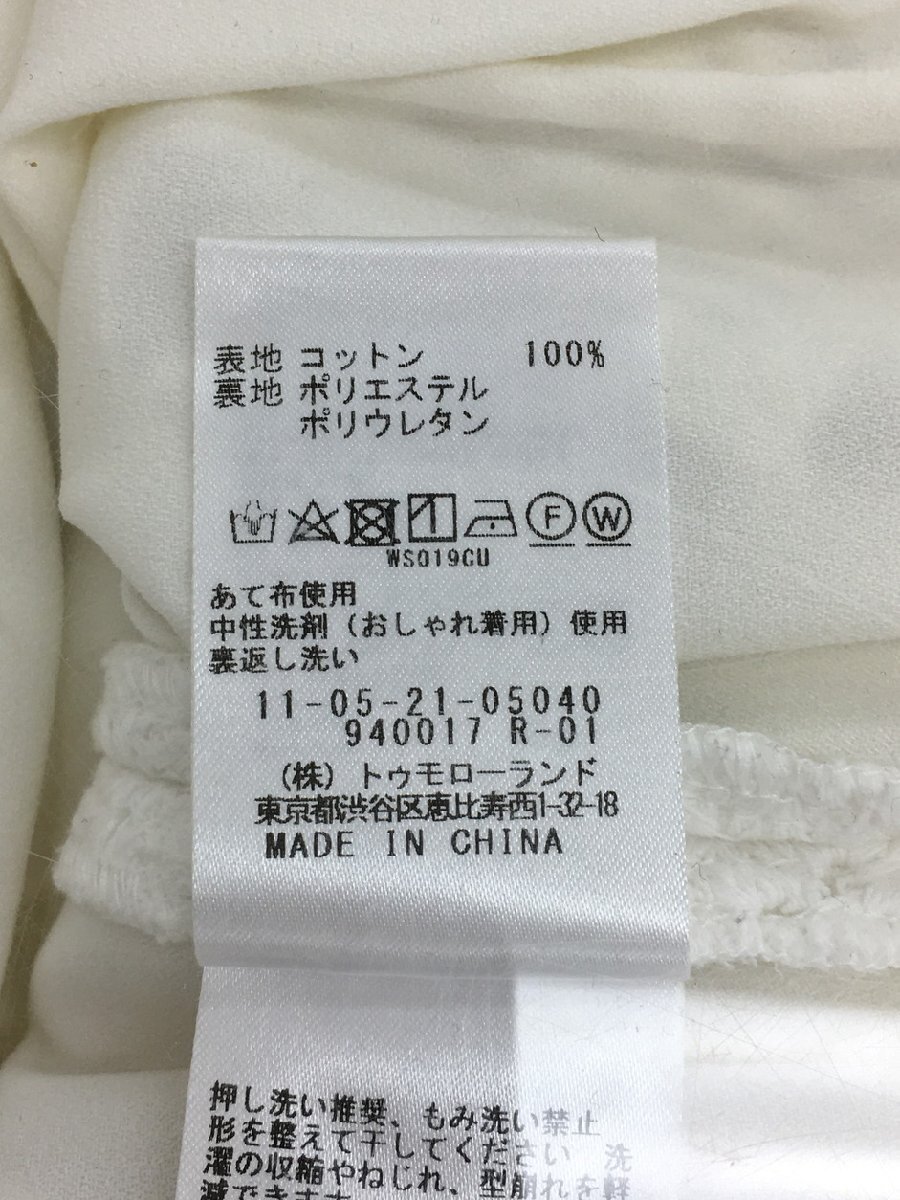 表地 コットン 100%
裏地 ポリエステル
ポリウレタン
F W
WS019CU
あて布使用
中性洗剤（おしゃれ着用）使用
裏返し洗い
11-05-21-05040
940017 R-01
（株）トゥモローランド
東京都渋谷区恵比寿西1-32-18
MADE IN CHINA
押し洗い推奨、もみ洗い禁止
形を整えて干してください 洗
濯の収縮やねじれ、型崩れを軽
減できます